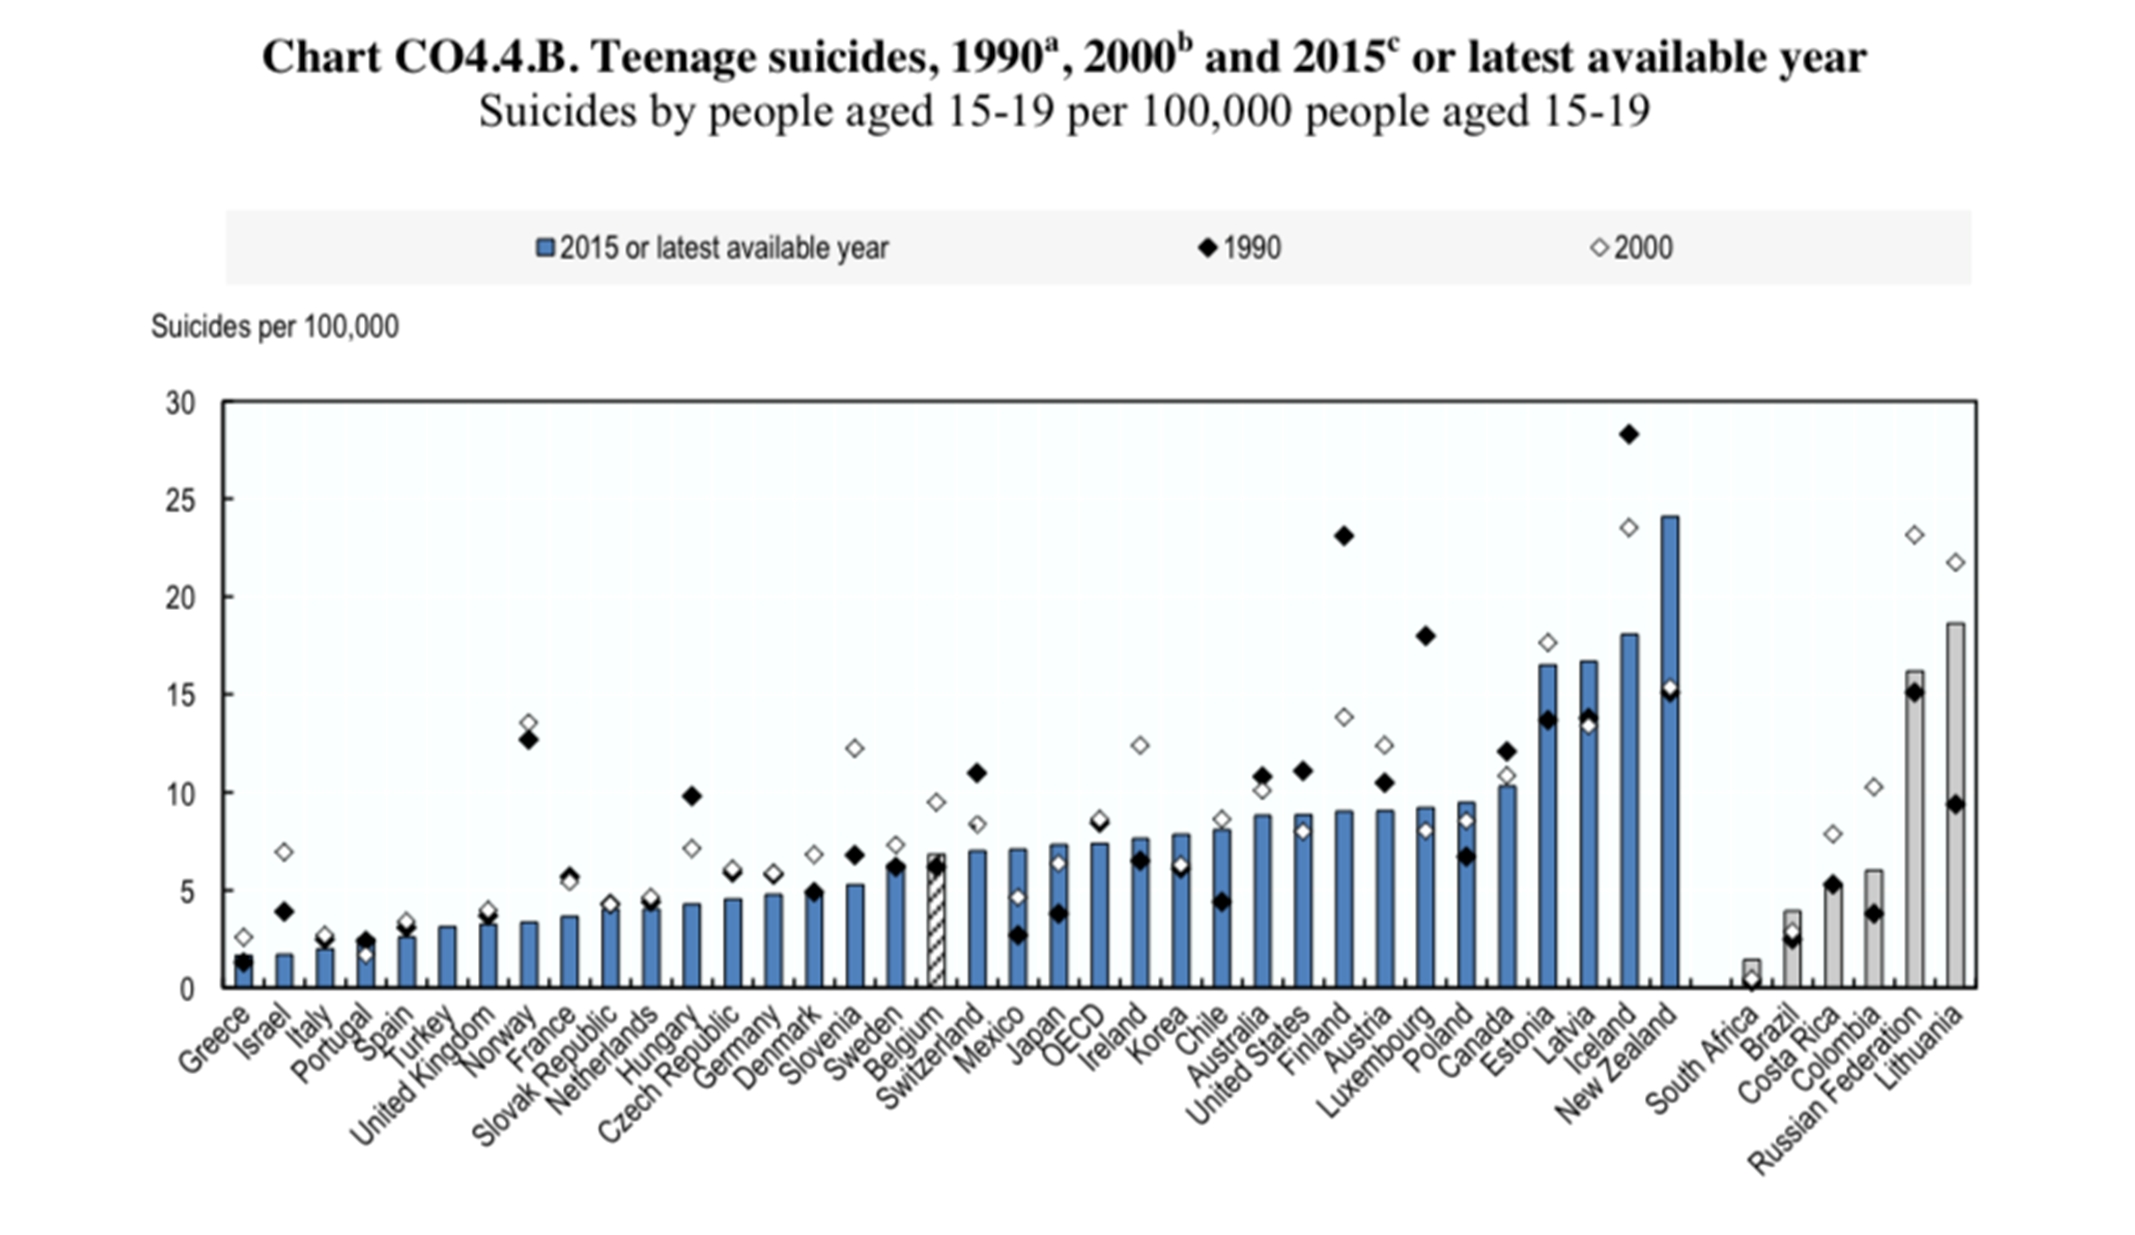 Chart CO4.4.B. Teenage suicides, 1990a, 2000b and 2015c or latest available year
Suicides by people aged 15-19 per 100,000 people aged 15-19
2015 or latest available year
1990
2000
Suicides per 100,000
30
25
20
15
10
5
0
Greece
Israel
Italy
Portugal
Spain
Turkey
United Kingdom
Norway
France
Slovak Republic
Netherlands
Hungary
Czech Republic
Germany
Denmark
Slovenia
Sweden
Belgium
Switzerland
Mexico
Japan
OECD
Ireland
Korea
Chile
Australia
United States
Finland
Austria
Luxembourg
Poland
Canada
Estonia
Latvia
Iceland
New Zealand
South Africa
Brazil
Costa Rica
Colombia
Russian Federation
Lithuania